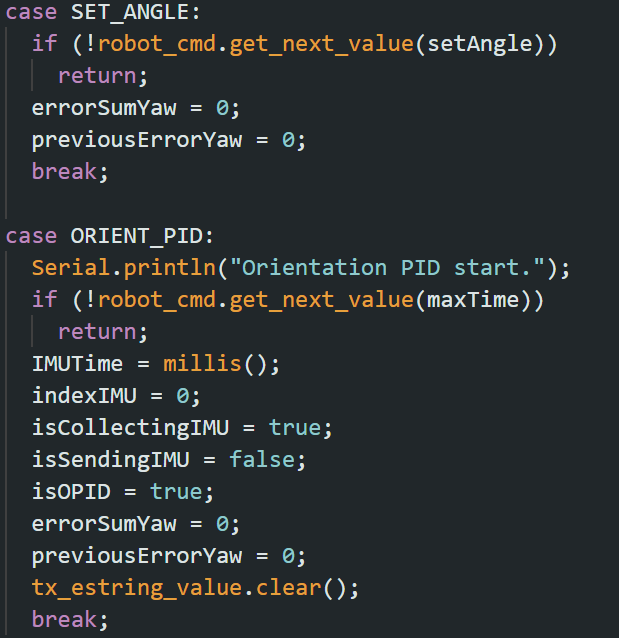 case SET_ANGLE:
if (!robot_cmd.get_next_value(setAngle))
return;
errorSumYaw = 0;
previousErrorYaw = 0;
break;
case ORIENT_PID:
Serial.println("Orientation PID start.");
if (!robot_cmd.get_next_value(maxTime))
return;
IMUTime = millis();
indexIMU = 0;
isCollectingIMU = true;
isSendingIMU = false;
isOPID = true;
errorSumYaw = 0;
previousErrorYaw = 0;
tx_estring_value.clear();
break;